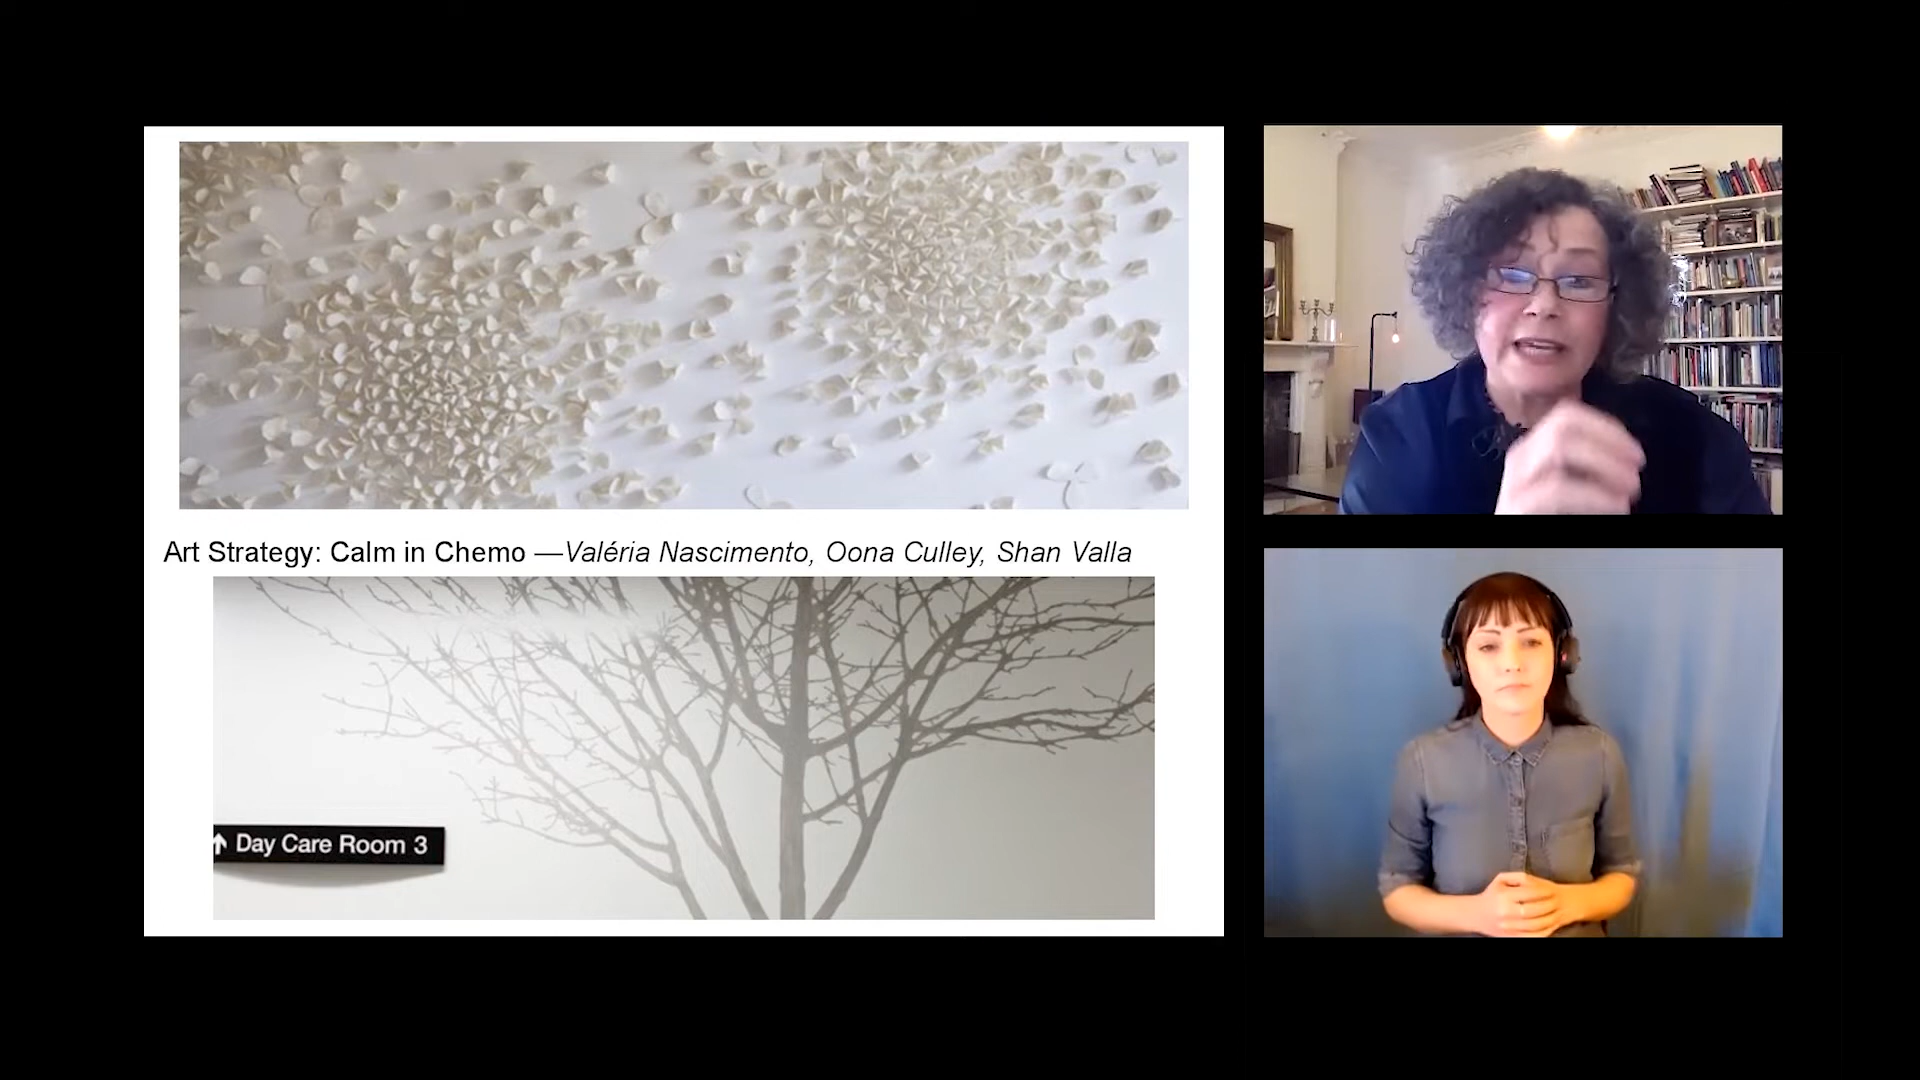 Art Strategy: Calm in Chemo —Valéria Nascimento, Oona Culley, Shan Valla
↑ Day Care Room 3